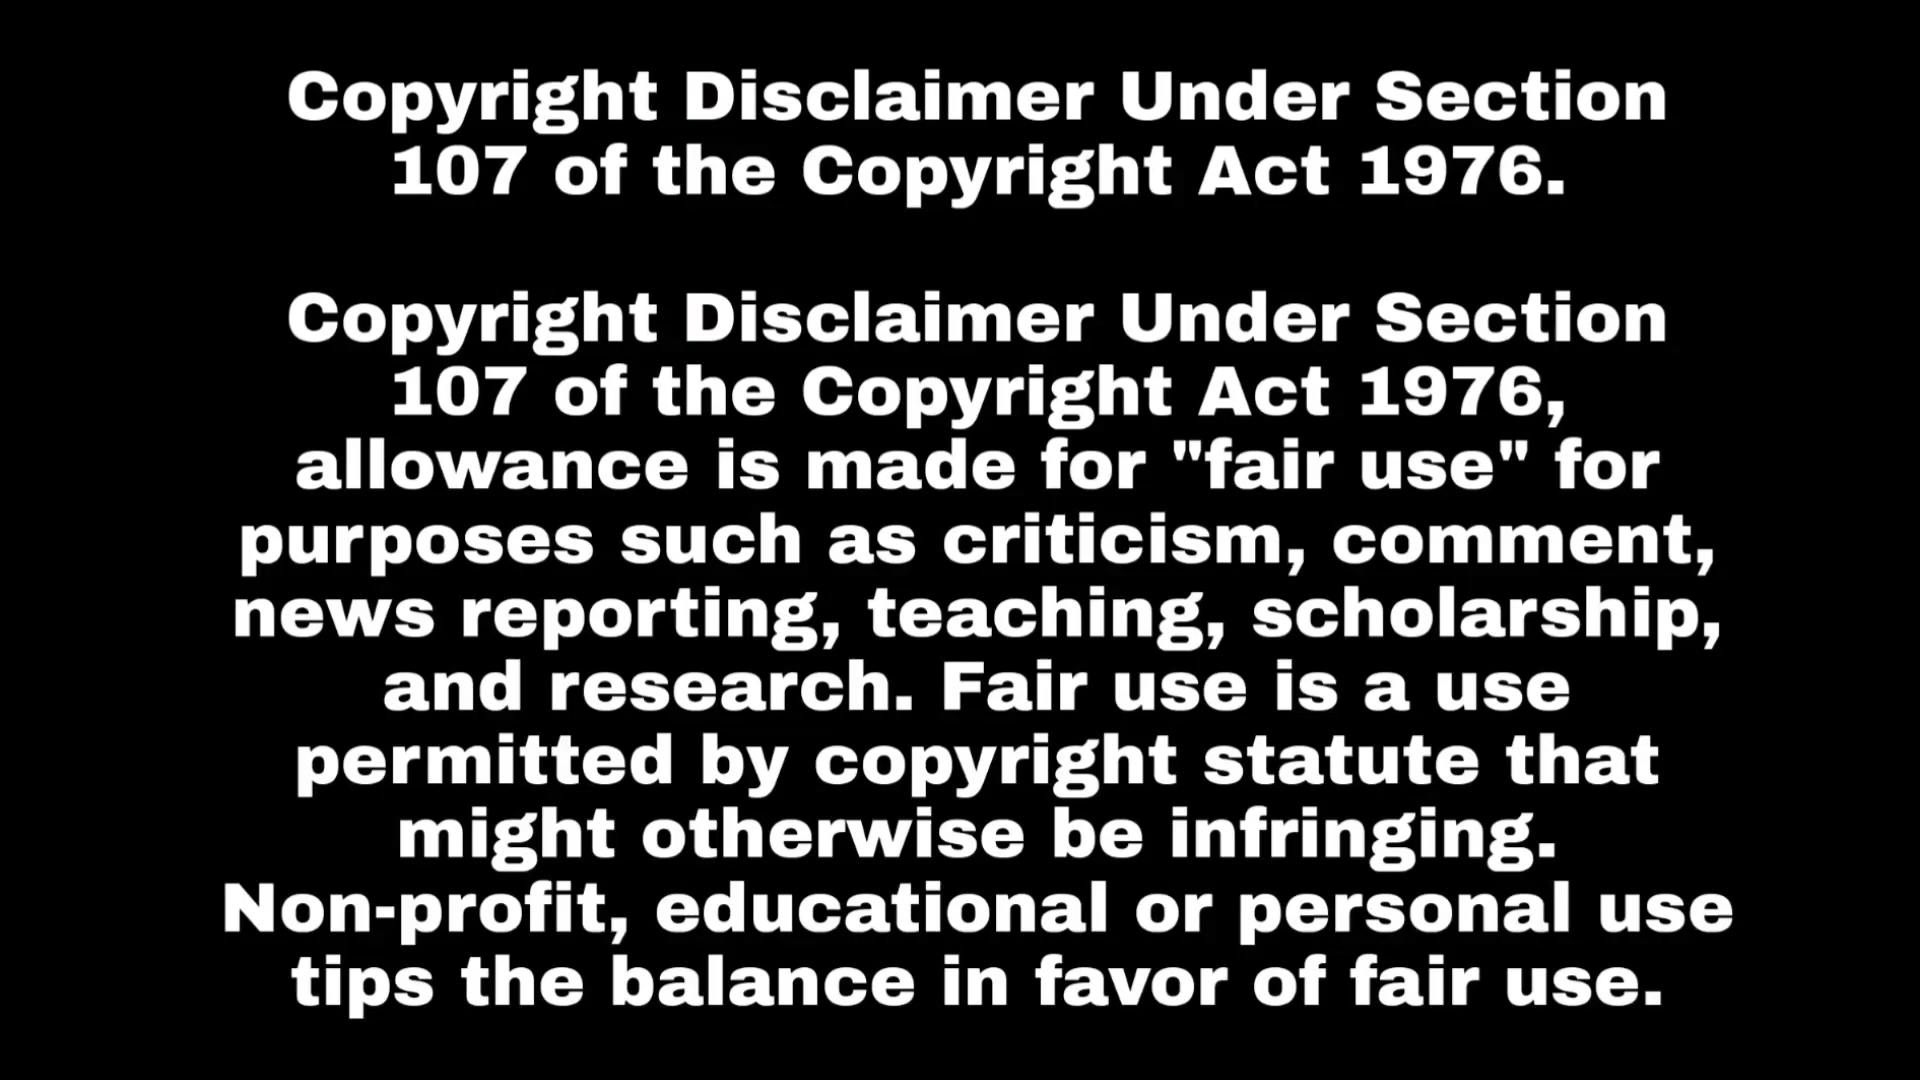 Copyright Disclaimer Under Section
107 of the Copyright Act 1976.
Copyright Disclaimer Under Section
107 of the Copyright Act 1976,
allowance is made for "fair use" for
purposes such as criticism, comment,
news reporting, teaching, scholarship,
and research. Fair use is a use
permitted by copyright statute that
might otherwise be infringing.
Non-profit, educational or personal use
tips the balance in favor of fair use.